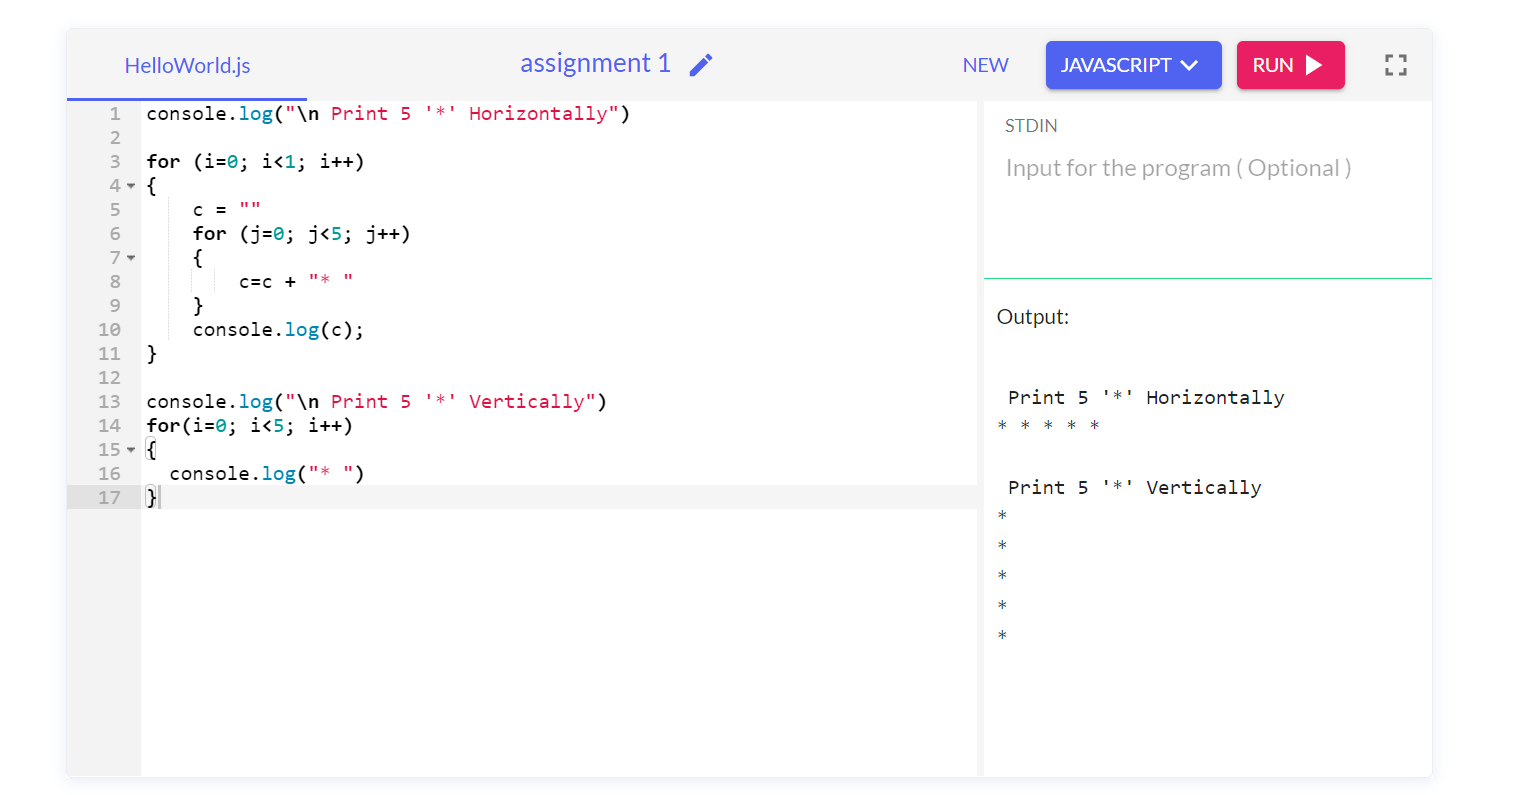 HelloWorld.js assignment 1 NEW JAVASCRIPT RUN
1 console.log("\n Print 5 '*' Horizontally")
2
3 for (i=0; i<1; i++)
4 {
5     c = ""
6     for (j=0; j<5; j++)
7     {
8         c=c + "* "
9     }
10     console.log(c);
11 }
12
13 console.log("\n Print 5 '*' Vertically")
14 for(i=0; i<5; i++)
15 {
16   console.log("* ")
17 }
STDIN
Input for the program ( Optional )
Output:
 Print 5 '*' Horizontally
* * * * *
 Print 5 '*' Vertically
*
*
*
*
*